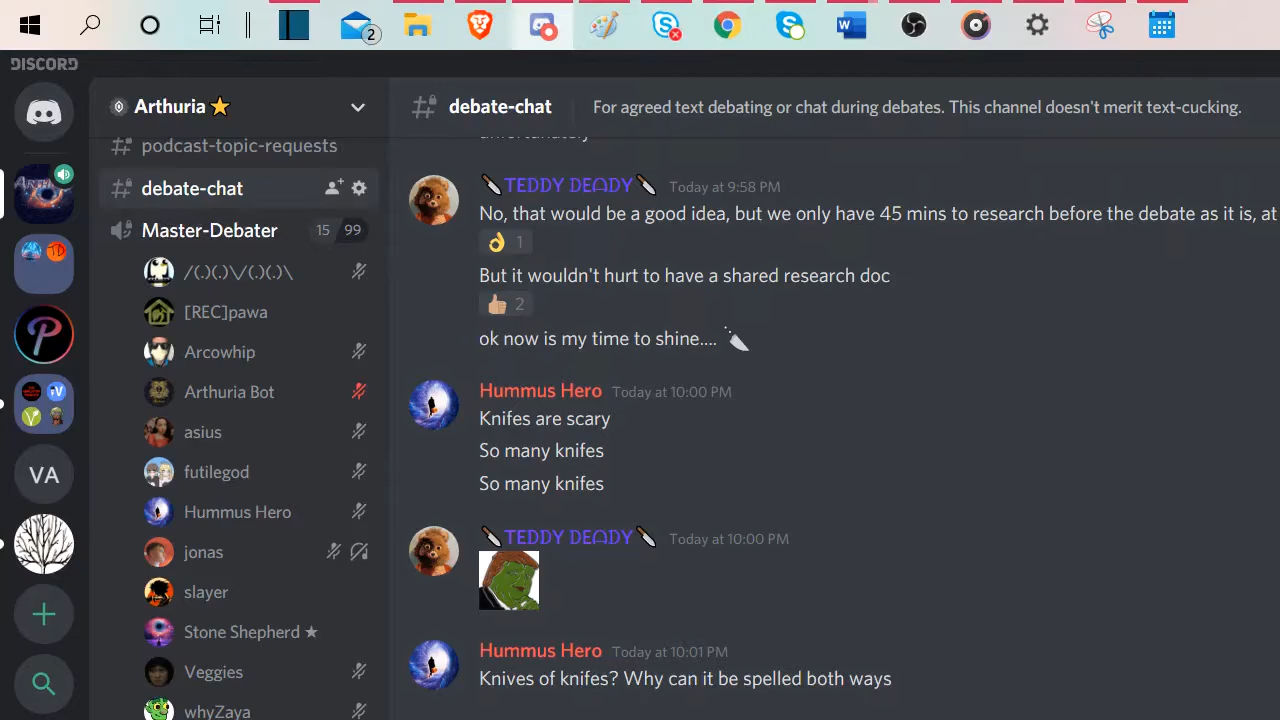 2
DISCORD
Arthuria
debate-chat
For agreed text debating or chat during debates. This channel doesn't merit text-cucking.
podcast-topic-requests
debate-chat
Master-Debater 15 99
/(.)(.)\/(.)(.)\
[REC]pawa
Arcowhip
Arthuria Bot
asius
futilegod
Hummus Hero
jonas
slayer
Stone Shepherd ★
Veggies
whyZaya
VA
unfortunately
TEDDY DEᗩDY Today at 9:58 PM
No, that would be a good idea, but we only have 45 mins to research before the debate as it is, at
1
But it wouldn't hurt to have a shared research doc
2
ok now is my time to shine....
Hummus Hero Today at 10:00 PM
Knifes are scary
So many knifes
So many knifes
TEDDY DEᗩDY Today at 10:00 PM
Hummus Hero Today at 10:01 PM
Knives of knifes? Why can it be spelled both ways